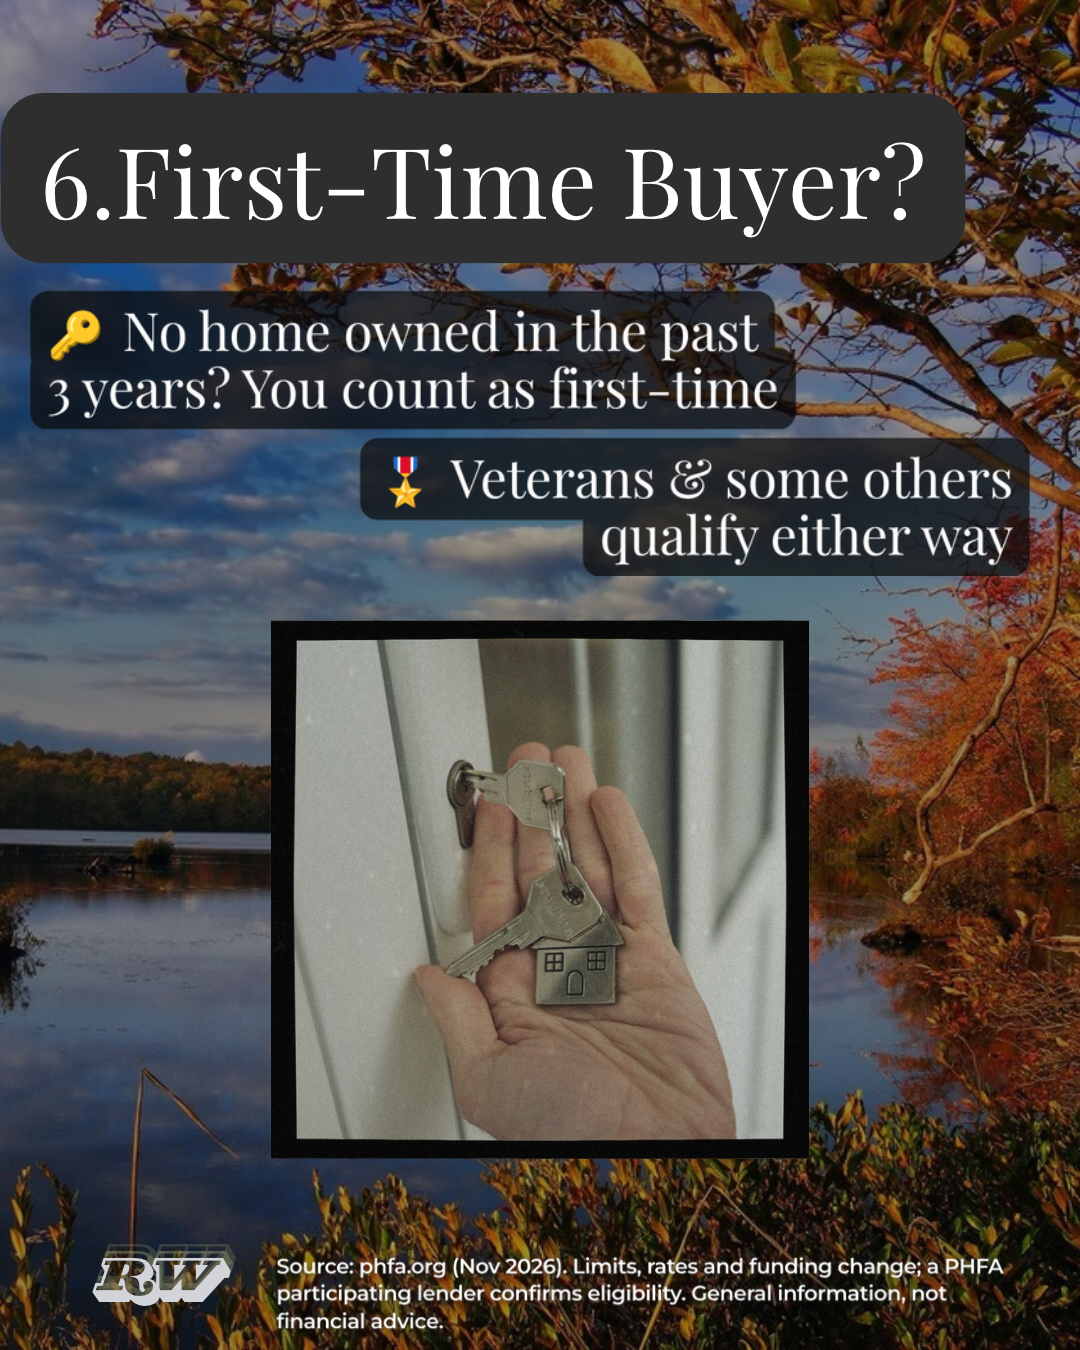 6.First-Time Buyer?
🔑 No home owned in the past
3 years? You count as first-time
🎖️ Veterans & some others
qualify either way
RW
Source: phfa.org (Nov 2026). Limits, rates and funding change; a PHFA
participating lender confirms eligibility. General information, not
financial advice.